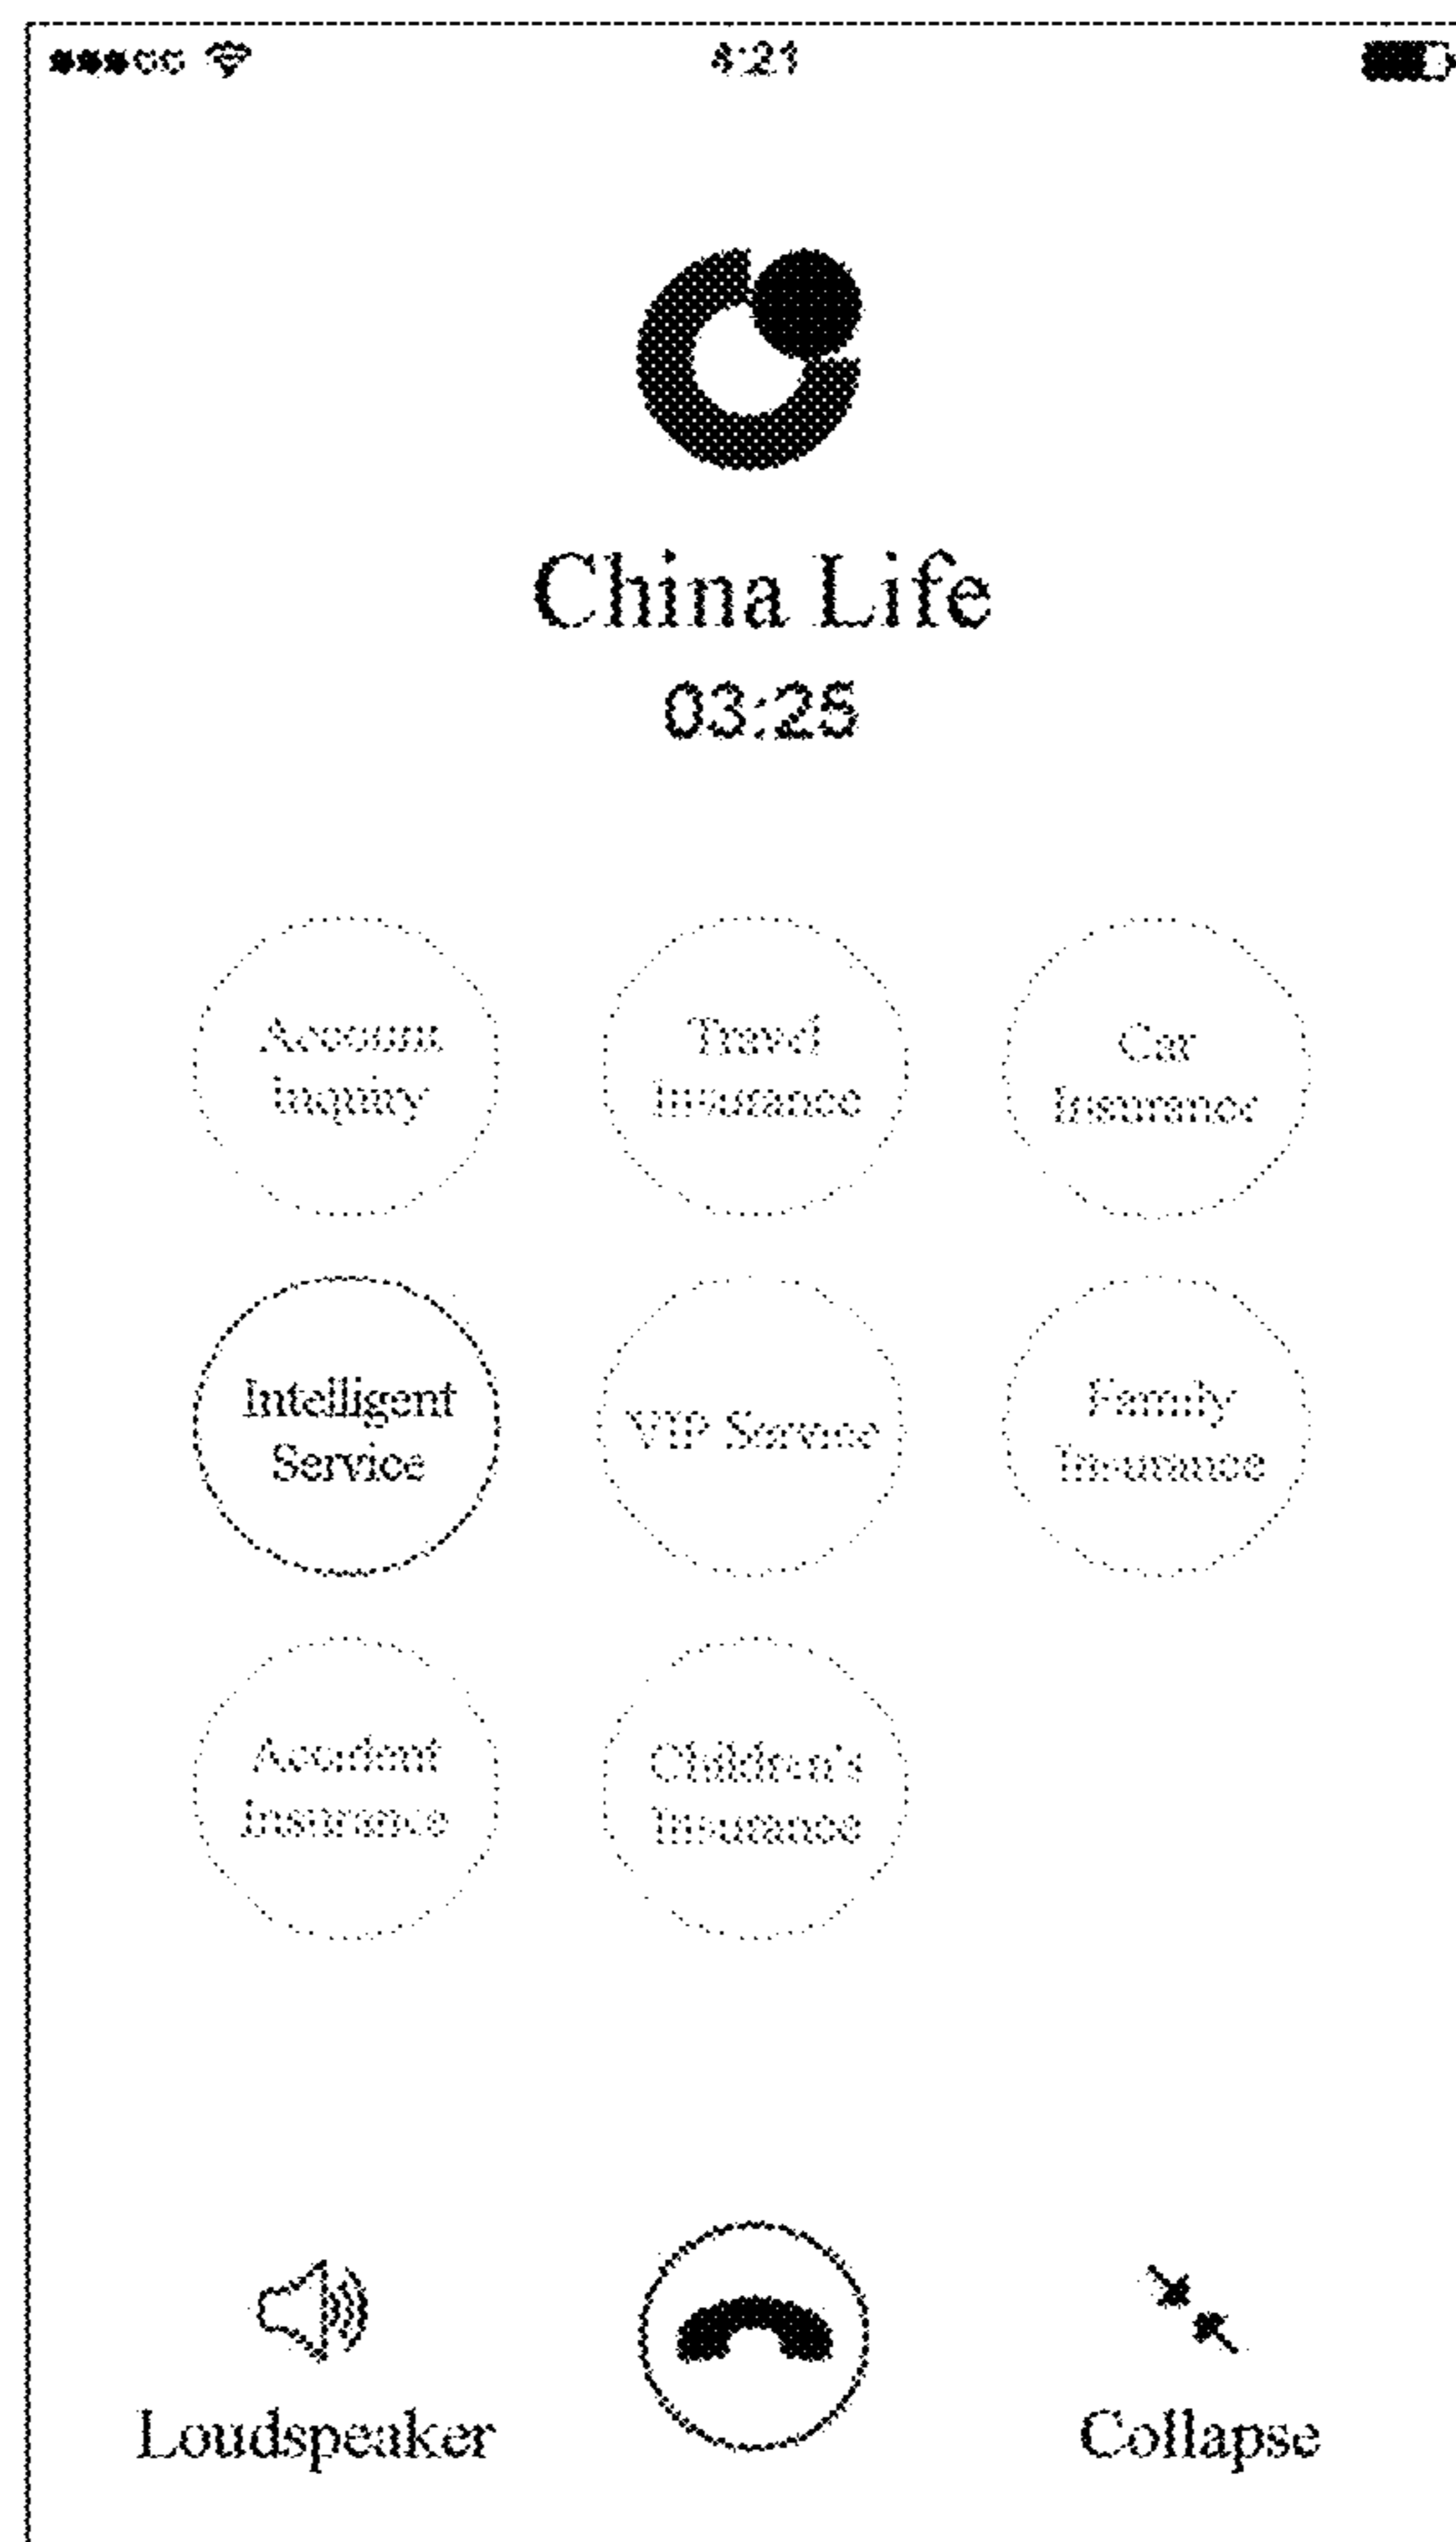 4:21
China Life
03:25
Account
inquiry
Travel
insurance
Car
Insurance
Intelligent
Service
VIP Service
Family
Insurance
Accident
Insurance
Children's
Insurance
Loudspeaker
Collapse